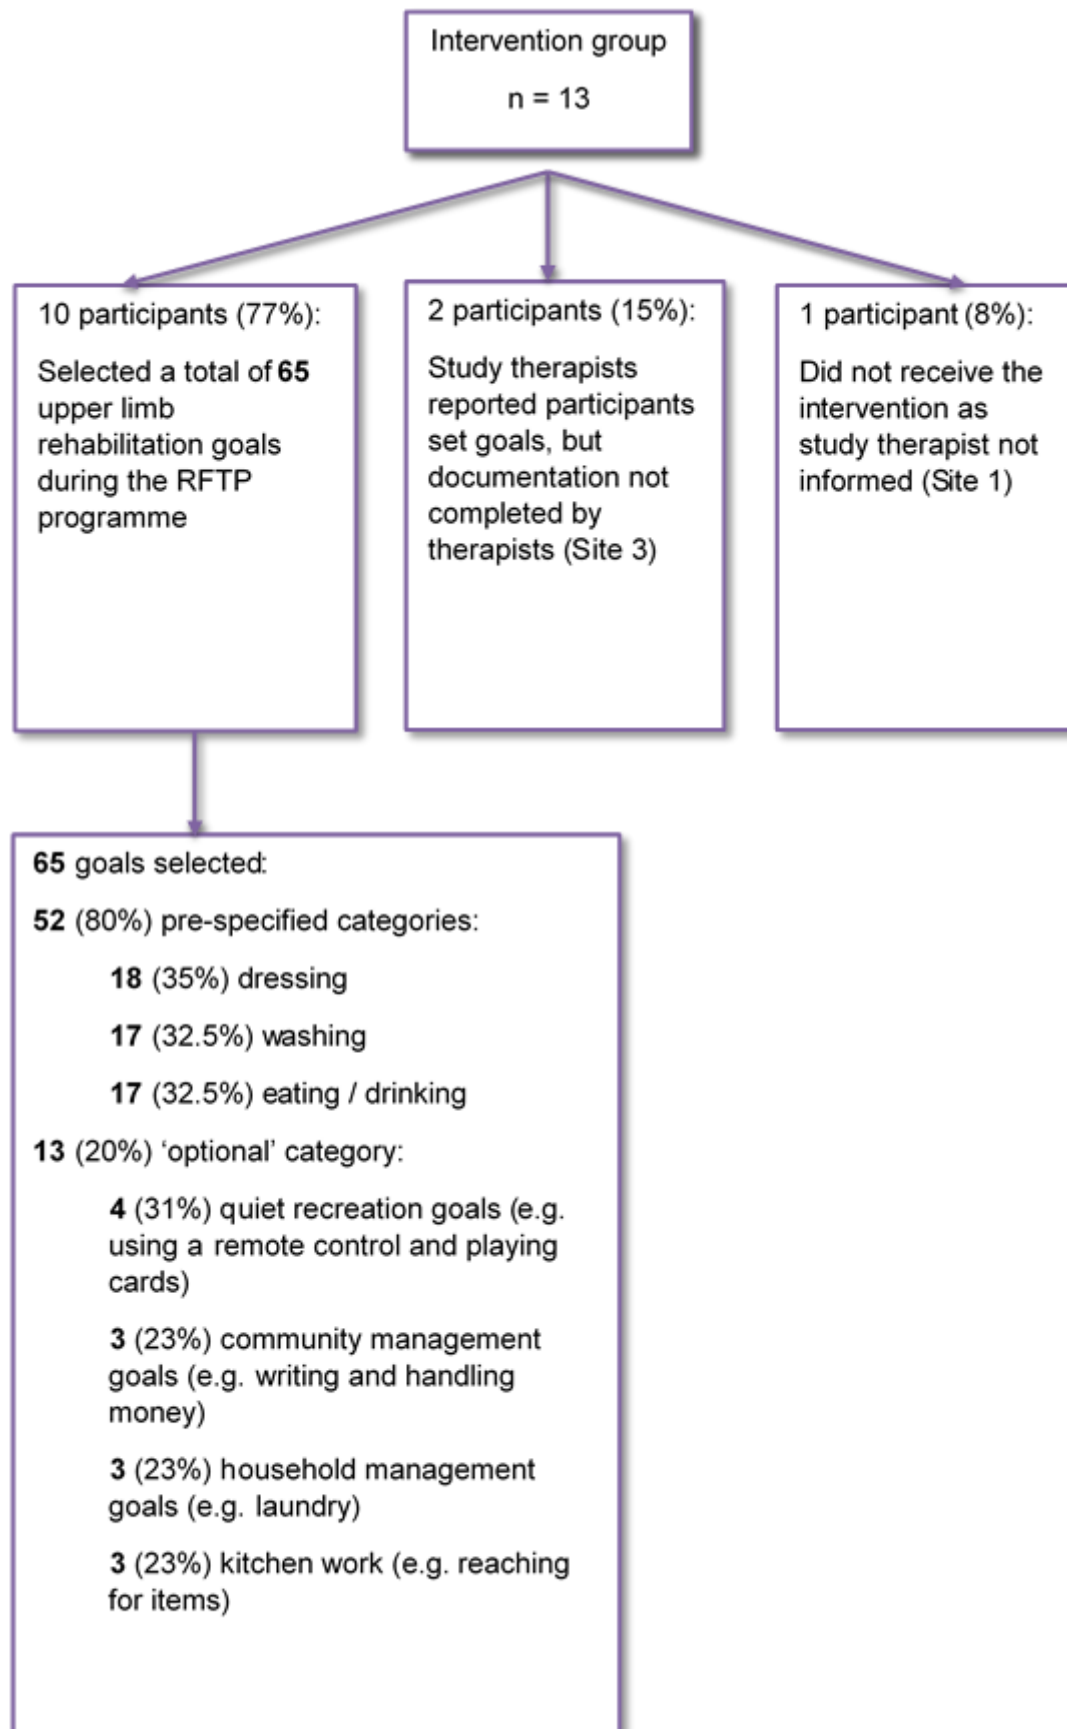 Intervention group
n = 13
10 participants (77%):
Selected a total of 65
upper limb
rehabilitation goals
during the RFTP
programme
2 participants (15%):
Study therapists
reported participants
set goals, but
documentation not
completed by
therapists (Site 3)
1 participant (8%):
Did not receive the
intervention as
study therapist not
informed (Site 1)
65 goals selected:
52 (80%) pre-specified categories:
18 (35%) dressing
17 (32.5%) washing
17 (32.5%) eating / drinking
13 (20%) ‘optional’ category:
4 (31%) quiet recreation goals (e.g.
using a remote control and playing
cards)
3 (23%) community management
goals (e.g. writing and handling
money)
3 (23%) household management
goals (e.g. laundry)
3 (23%) kitchen work (e.g. reaching
for items)